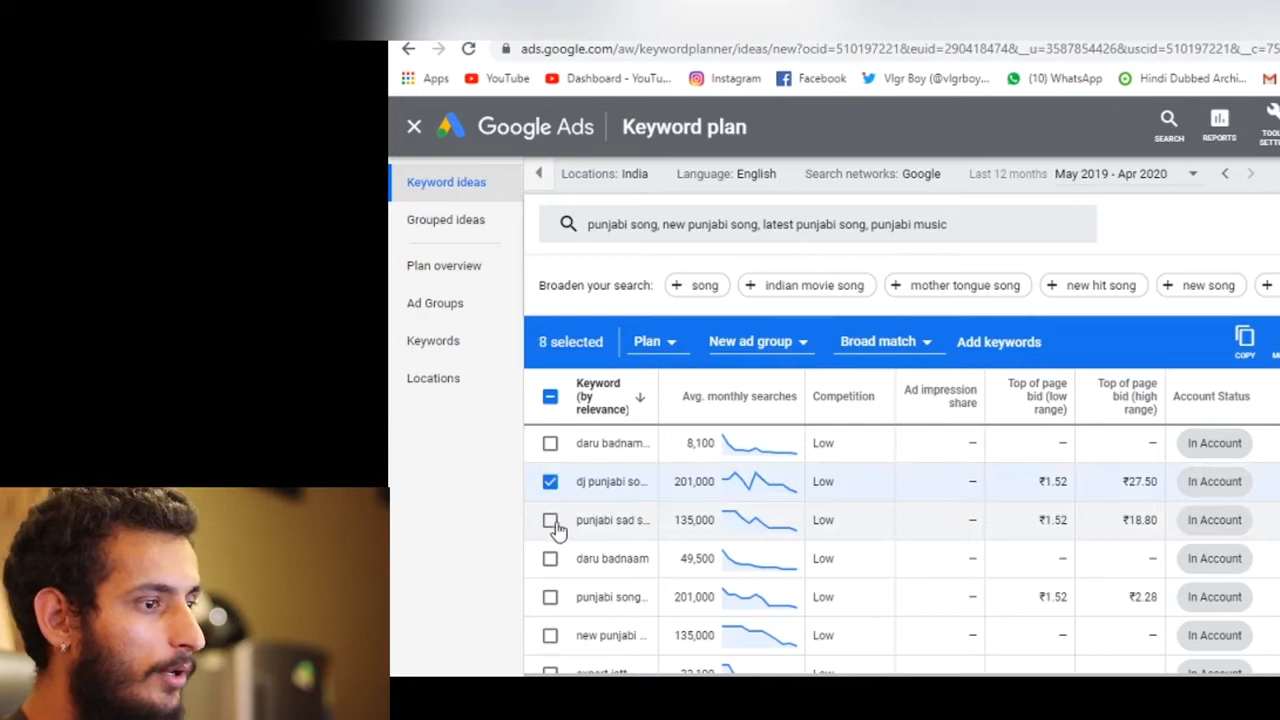 ads.google.com/aw/keywordplanner/ideas/new?ocid=510197221&euid=290418474&__u=3587854426&uscid=510197221&__c=75
Apps YouTube Dashboard - YouTu... Instagram Facebook Vlgr Boy (@vlgrboy... (10) WhatsApp Hindi Dubbed Archi...
Google Ads Keyword plan
SEARCH REPORTS
Keyword ideas
Grouped ideas
Plan overview
Ad Groups
Keywords
Locations
Locations: India Language: English Search networks: Google Last 12 months May 2019 - Apr 2020
punjabi song, new punjabi song, latest punjabi song, punjabi music
Broaden your search: + song + indian movie song + mother tongue song + new hit song + new song +
8 selected Plan New ad group Broad match Add keywords COPY
Keyword (by relevance) Avg. monthly searches Competition Ad impression share Top of page bid (low range) Top of page bid (high range) Account Status
daru badnam... 8,100 Low – – – In Account
dj punjabi so... 201,000 Low – ₹1.52 ₹27.50 In Account
punjabi sad s... 135,000 Low – ₹1.52 ₹18.80 In Account
daru badnaam 49,500 Low – – – In Account
punjabi song... 201,000 Low – ₹1.52 ₹2.28 In Account
new punjabi ... 135,000 Low – – – In Account